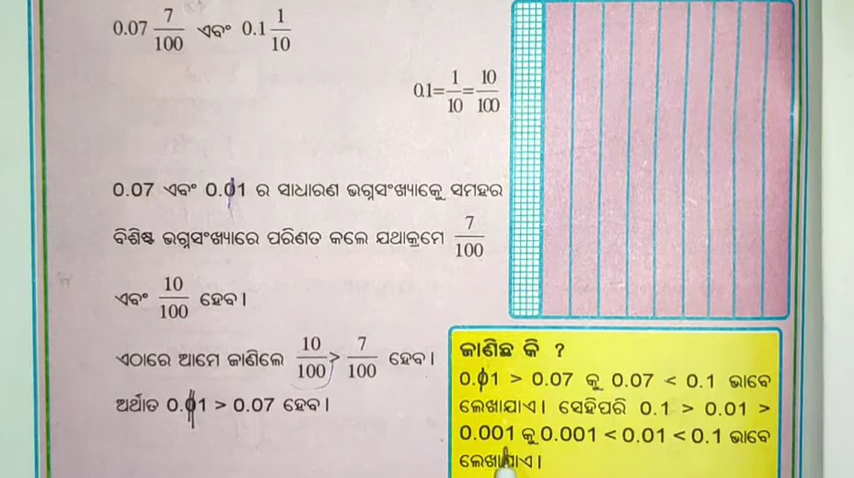 0.07 7/100 ଏବଂ 0.1 1/10
0.1=1/10=10/100
0.07 ଏବଂ 0.01 ର ସାଧାରଣ ଭଗ୍ନସଂଖ୍ୟାକୁ ସମହର
ବିଶିଷ୍ଟ ଭଗ୍ନସଂଖ୍ୟାରେ ପରିଣତ କଲେ ଯଥାକ୍ରମେ 7/100
ଏବଂ 10/100 ହେବ।
ଏଠାରେ ଆମେ ଜାଣିଲେ 10/100 > 7/100 ହେବ।
ଅର୍ଥାତ 0.01 > 0.07 ହେବ।
ଜାଣିଛ କି ?
0.01 > 0.07 କୁ 0.07 < 0.1 ଭାବେ
ଲେଖାଯାଏ। ସେହିପରି 0.1 > 0.01 >
0.001 କୁ 0.001 < 0.01 < 0.1 ଭାବେ
ଲେଖାଯାଏ।